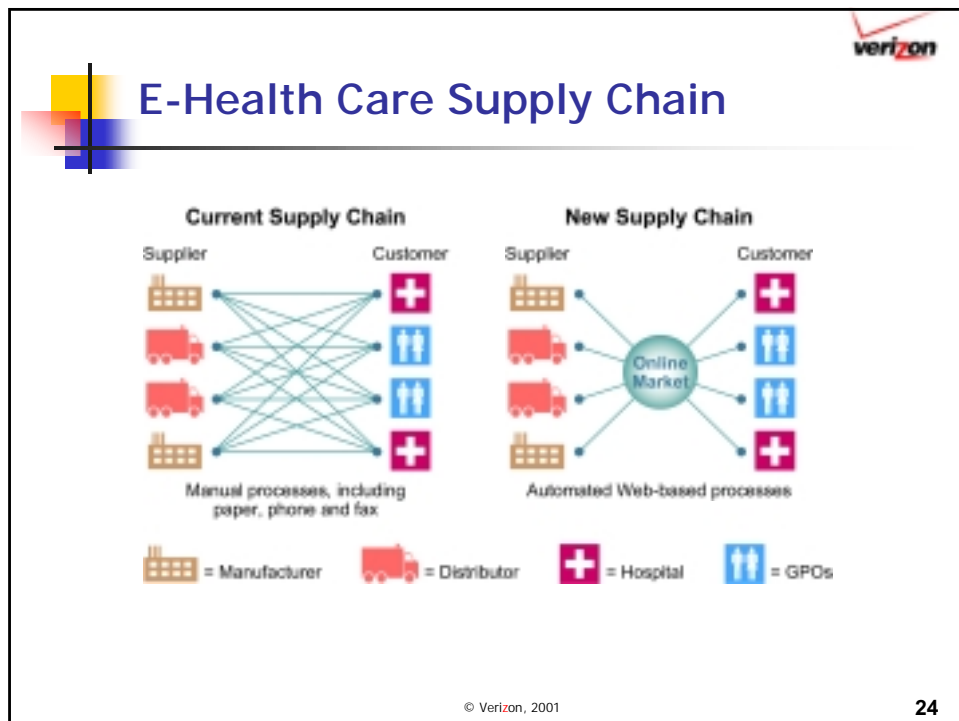 verizon
E-Health Care Supply Chain
Current Supply Chain
Supplier
Customer
Manual processes, including
paper, phone and fax
New Supply Chain
Supplier
Customer
Online
Market
Automated Web-based processes
= Manufacturer
= Distributor
= Hospital
= GPOs
© Verizon, 2001
24